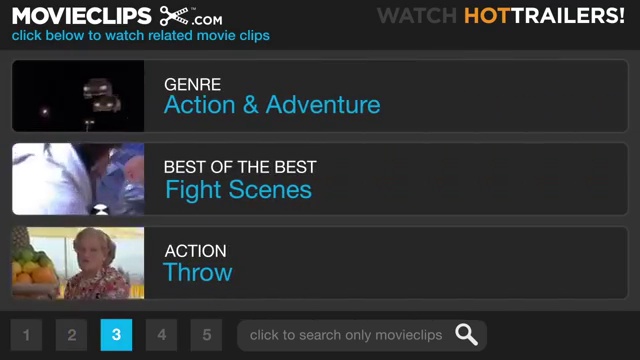 MOVIECLIPS .COM™
WATCH HOTTRAILERS!
click below to watch related movie clips
GENRE
Action & Adventure
BEST OF THE BEST
Fight Scenes
ACTION
Throw
1 2 3 4 5 click to search only movieclips